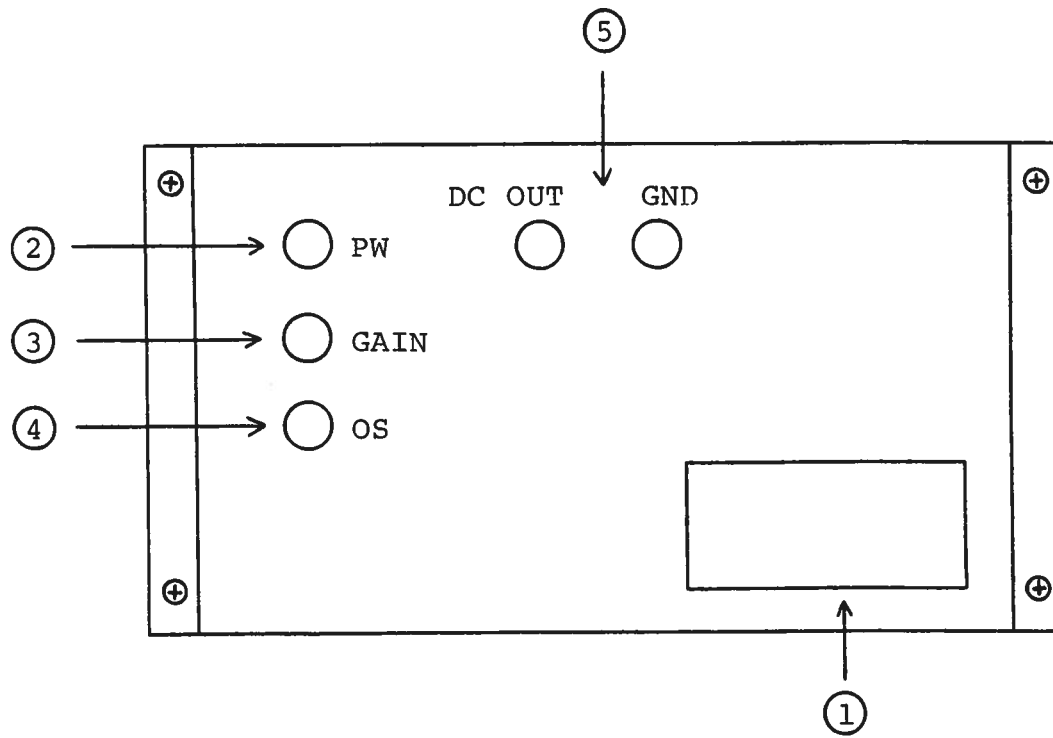 ⑤
DC OUT GND
② PW
③ GAIN
④ OS
①